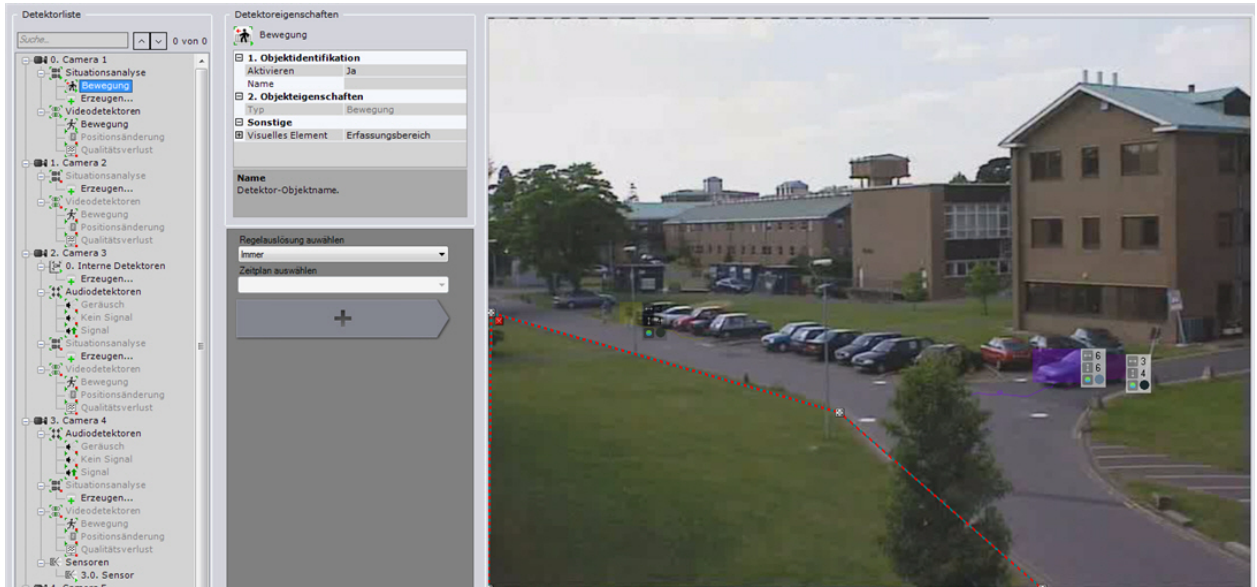 Detektorliste
Suche...
0 von 0
0. Camera 1
Situationsanalyse
Bewegung
Erzeugen...
Videodetektoren
Bewegung
Positionsänderung
Qualitätsverlust
1. Camera 2
Situationsanalyse
Erzeugen...
Videodetektoren
Bewegung
Positionsänderung
Qualitätsverlust
2. Camera 3
0. Interne Detektoren
Erzeugen...
Audiodetektoren
Geräusch
Kein Signal
Signal
Situationsanalyse
Erzeugen...
Videodetektoren
Bewegung
Positionsänderung
Qualitätsverlust
3. Camera 4
Audiodetektoren
Geräusch
Kein Signal
Signal
Situationsanalyse
Erzeugen...
Videodetektoren
Bewegung
Positionsänderung
Qualitätsverlust
Sensoren
3.0. Sensor
Detektoreigenschaften
Bewegung
1. Objektidentifikation
Aktivieren Ja
Name
2. Objekteigenschaften
Typ Bewegung
Sonstige
Visuelles Element Erfassungsbereich
Name
Detektor-Objektname.
Regelauslösung auwählen
Immer
Zeitplan auswählen
6
6
3
4